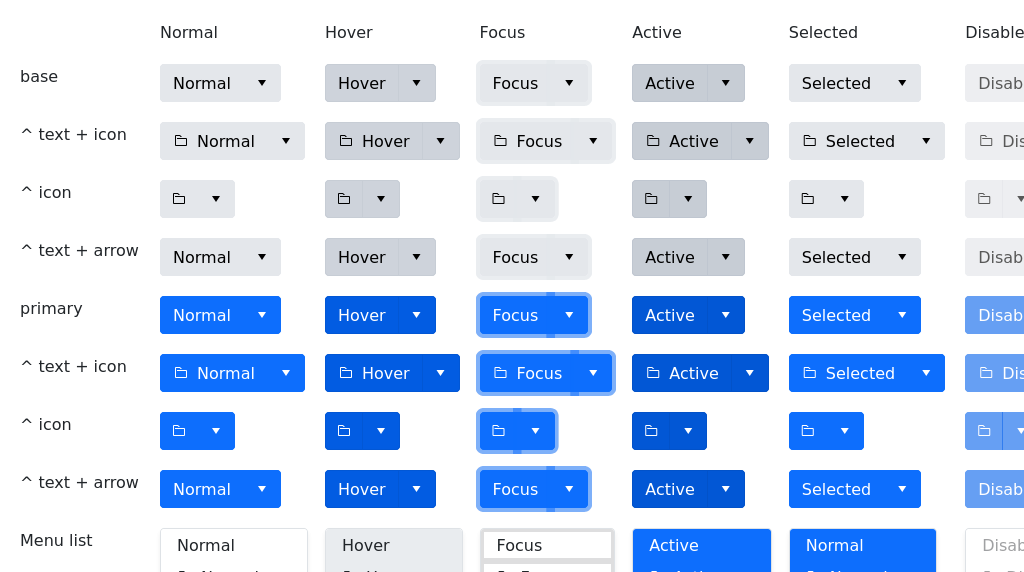 Normal Hover Focus Active Selected Disable
base Normal Hover Focus Active Selected Disab
^ text + icon Normal Hover Focus Active Selected Dis
^ icon
^ text + arrow Normal Hover Focus Active Selected Disab
primary Normal Hover Focus Active Selected Disab
^ text + icon Normal Hover Focus Active Selected Dis
^ icon
^ text + arrow Normal Hover Focus Active Selected Disab
Menu list Normal Hover Focus Active Normal Disab